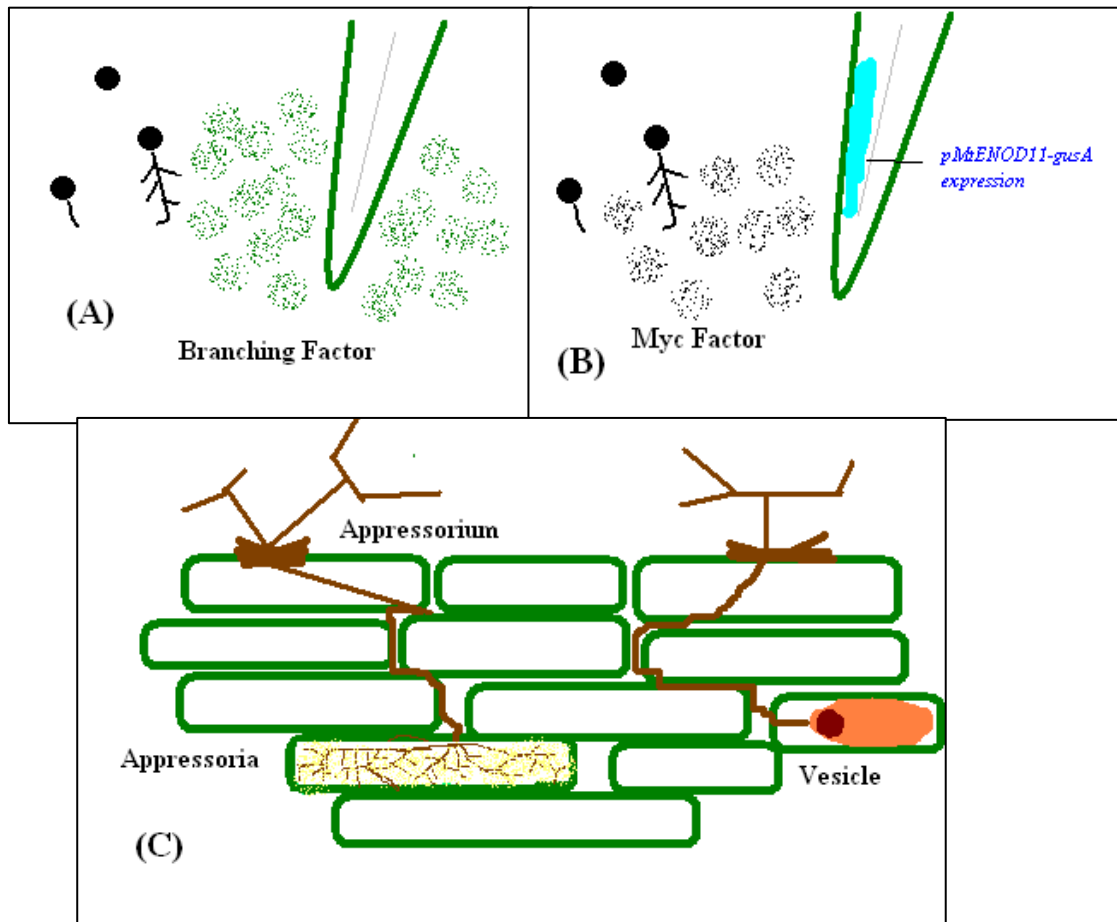 (A)
Branching Factor
pMtENOD11-gusA
expression
Myc Factor
(B)
Appressorium
Appressoria
Vesicle
(C)